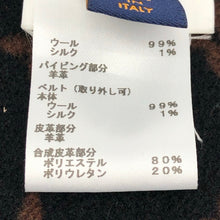 ITALY
ウール 99%
シルク 1%
パイピング部分
羊革
ベルト(取り外し可)
本体
ウール 99%
シルク 1%
皮革部分
羊革
合成皮革部分
ポリエステル 80%
ポリウレタン 20%